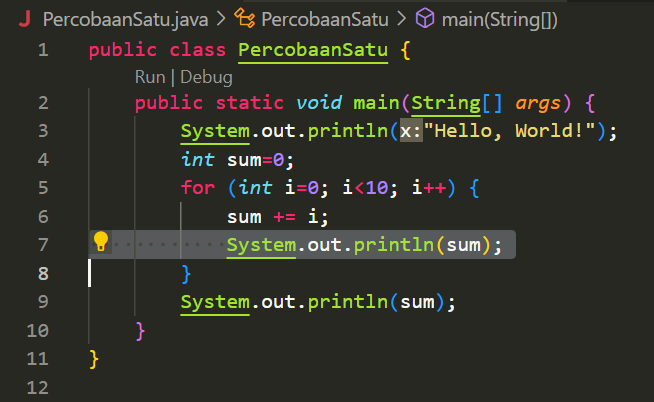 J PercobaanSatu.java > PercobaanSatu > main(String[])
1 public class PercobaanSatu {
Run | Debug
2 public static void main(String[] args) {
3 System.out.println(x:"Hello, World!");
4 int sum=0;
5 for (int i=0; i<10; i++) {
6 sum += i;
7 System.out.println(sum);
8 }
9 System.out.println(sum);
10 }
11 }
12